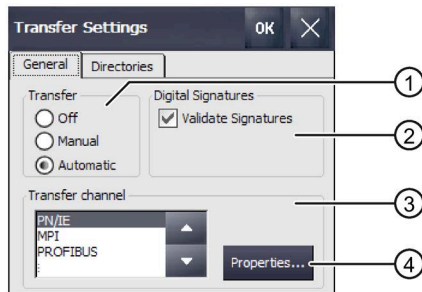 Transfer Settings OK
General Directories
Transfer Digital Signatures
Off Validate Signatures
Manual
Automatic
Transfer channel
PN/IE
MPI
PROFIBUS
Properties...
1
2
3
4